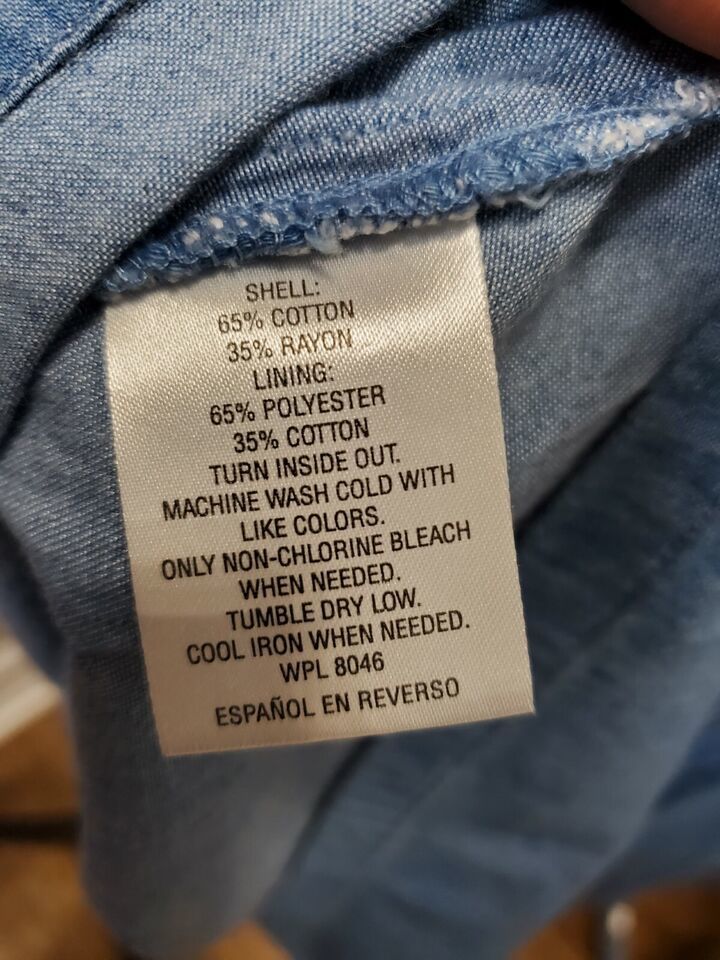 SHELL:
65% COTTON
35% RAYON
LINING:
65% POLYESTER
35% COTTON
TURN INSIDE OUT.
MACHINE WASH COLD WITH
LIKE COLORS.
ONLY NON-CHLORINE BLEACH
WHEN NEEDED.
TUMBLE DRY LOW.
COOL IRON WHEN NEEDED.
WPL 8046
ESPAÑOL EN REVERSO